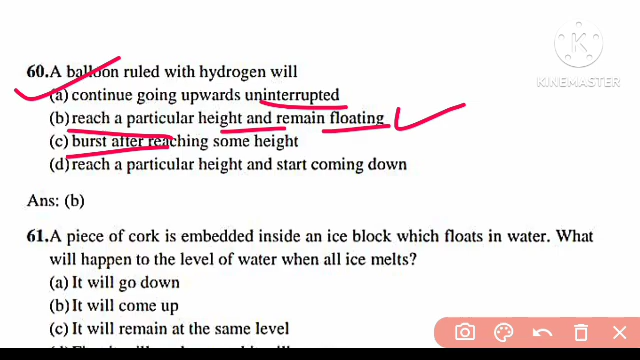 K
KINEMASTER
60.A balloon ruled with hydrogen will
(a) continue going upwards uninterrupted
(b) reach a particular height and remain floating
(c) burst after reaching some height
(d) reach a particular height and start coming down
Ans: (b)
61.A piece of cork is embedded inside an ice block which floats in water. What
will happen to the level of water when all ice melts?
(a) It will go down
(b) It will come up
(c) It will remain at the same level